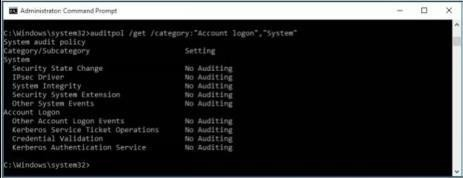 Administrator: Command Prompt
C:\Windows\system32>auditpol /get /category:"Account logon","System"
System audit policy
Category/Subcategory Setting
System
Security State Change No Auditing
IPsec Driver No Auditing
System Integrity No Auditing
Security System Extension No Auditing
Other System Events No Auditing
Account Logon
Other Account Logon Events No Auditing
Kerberos Service Ticket Operations No Auditing
Credential Validation No Auditing
Kerberos Authentication Service No Auditing
C:\Windows\system32>